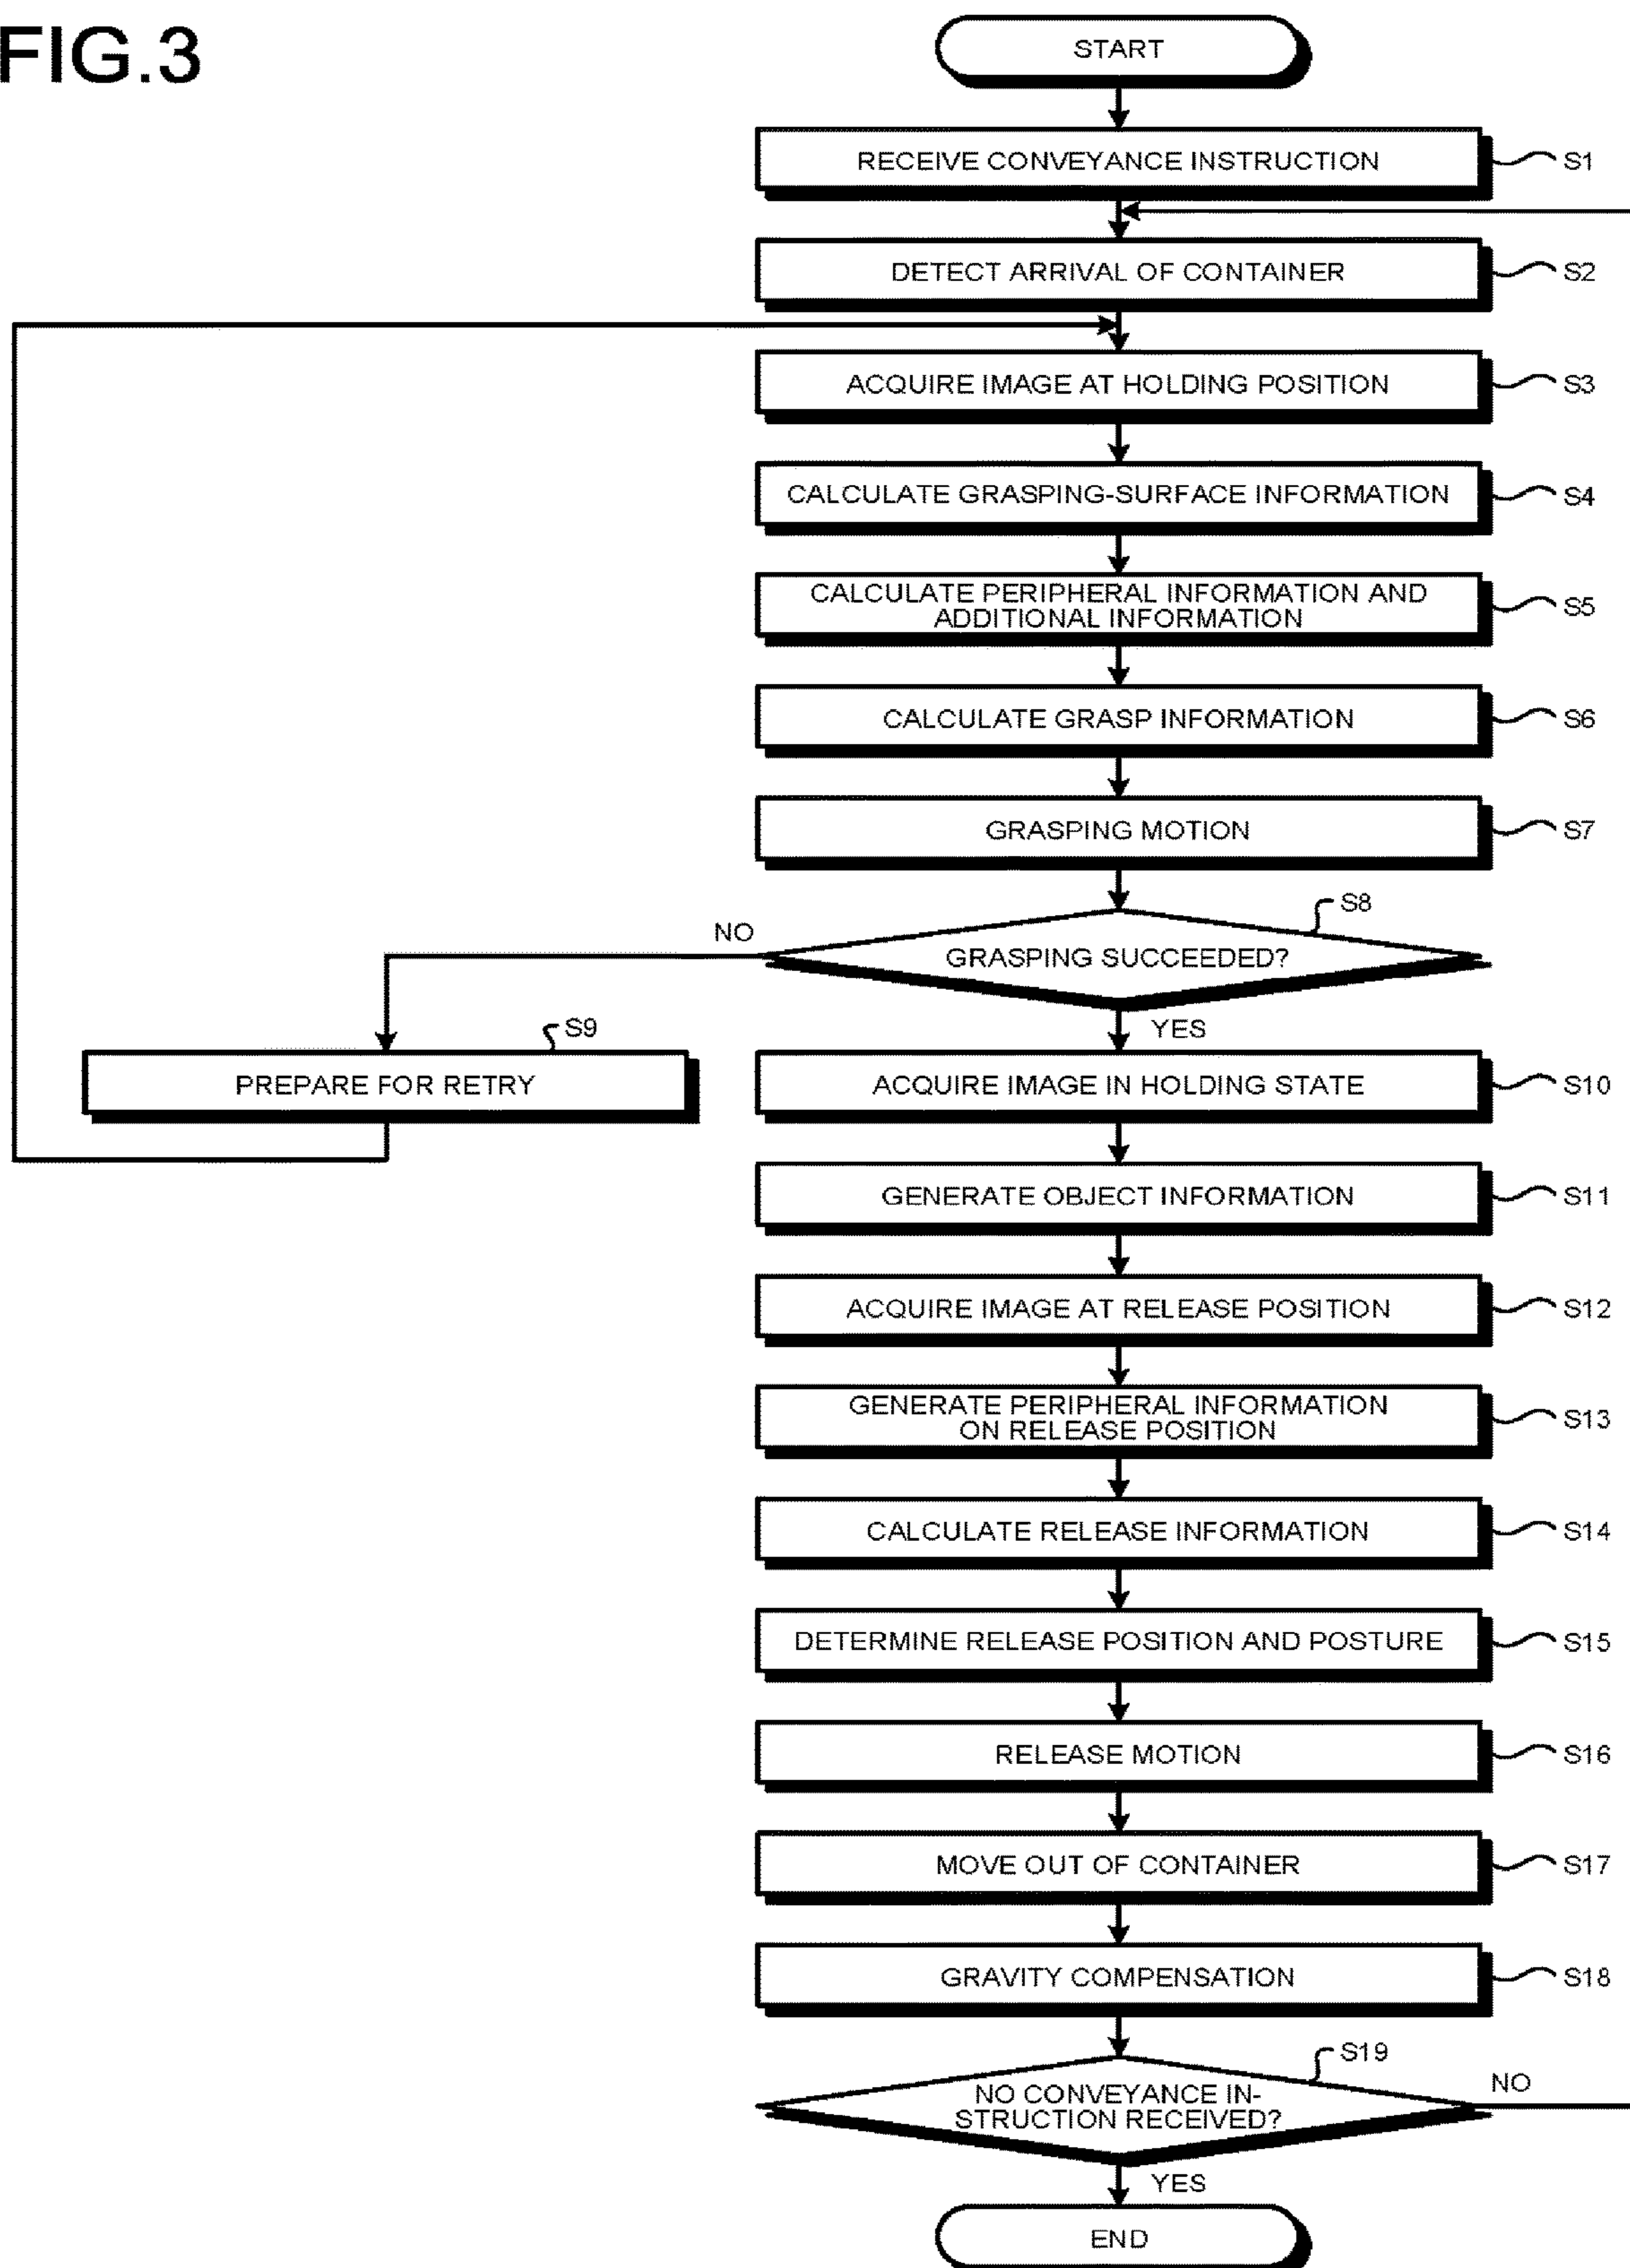 FIG.3
START
RECEIVE CONVEYANCE INSTRUCTION
S1
DETECT ARRIVAL OF CONTAINER
S2
ACQUIRE IMAGE AT HOLDING POSITION
S3
CALCULATE GRASPING-SURFACE INFORMATION
S4
CALCULATE PERIPHERAL INFORMATION AND
ADDITIONAL INFORMATION
S5
CALCULATE GRASP INFORMATION
S6
GRASPING MOTION
S7
S8
NO
GRASPING SUCCEEDED?
YES
S9
PREPARE FOR RETRY
ACQUIRE IMAGE IN HOLDING STATE
S10
GENERATE OBJECT INFORMATION
S11
ACQUIRE IMAGE AT RELEASE POSITION
S12
GENERATE PERIPHERAL INFORMATION
ON RELEASE POSITION
S13
CALCULATE RELEASE INFORMATION
S14
DETERMINE RELEASE POSITION AND POSTURE
S15
RELEASE MOTION
S16
MOVE OUT OF CONTAINER
S17
GRAVITY COMPENSATION
S18
S19
NO CONVEYANCE IN-
STRUCTION RECEIVED?
NO
YES
END